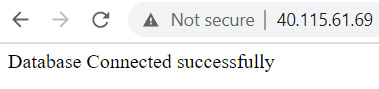 Not secure | 40.115.61.69
Database Connected successfully